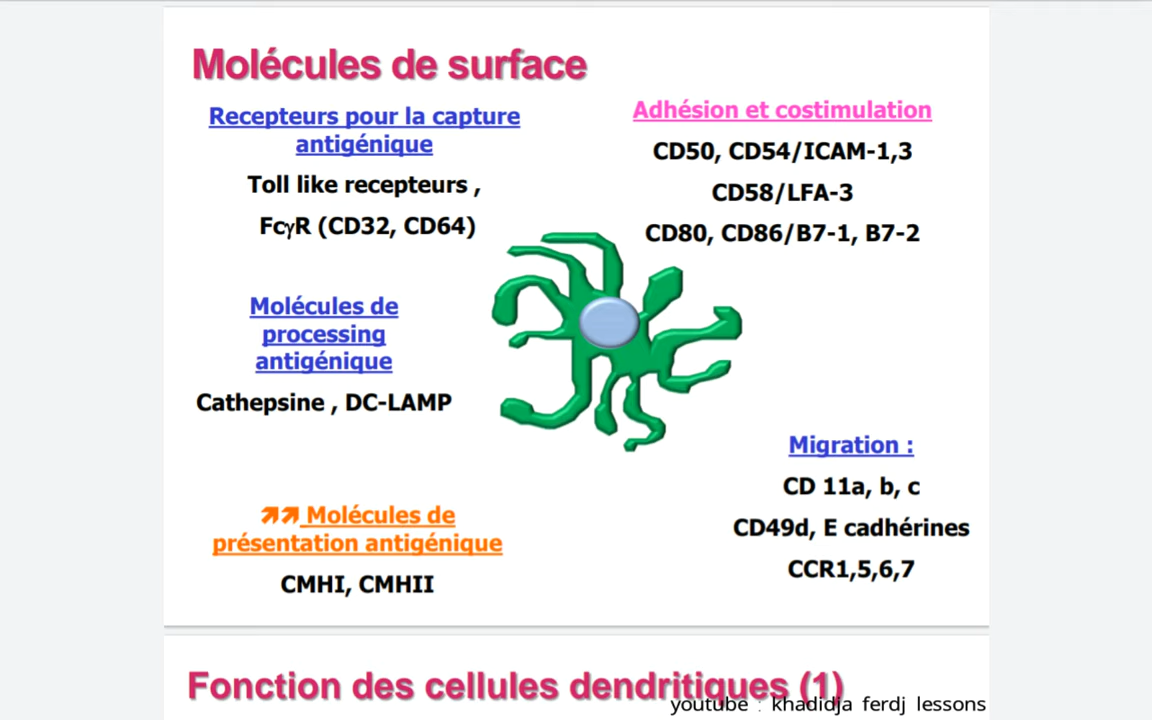 Molécules de surface
Recepteurs pour la capture
antigénique
Toll like recepteurs ,
FcγR (CD32, CD64)
Adhésion et costimulation
CD50, CD54/ICAM-1,3
CD58/LFA-3
CD80, CD86/B7-1, B7-2
Molécules de
processing
antigénique
Cathepsine , DC-LAMP
Migration :
CD 11a, b, c
CD49d, E cadhérines
CCR1,5,6,7
↗↗ Molécules de
présentation antigénique
CMHI, CMHII
Fonction des cellules dendritiques (1)
youtube : khadidja ferdj lessons